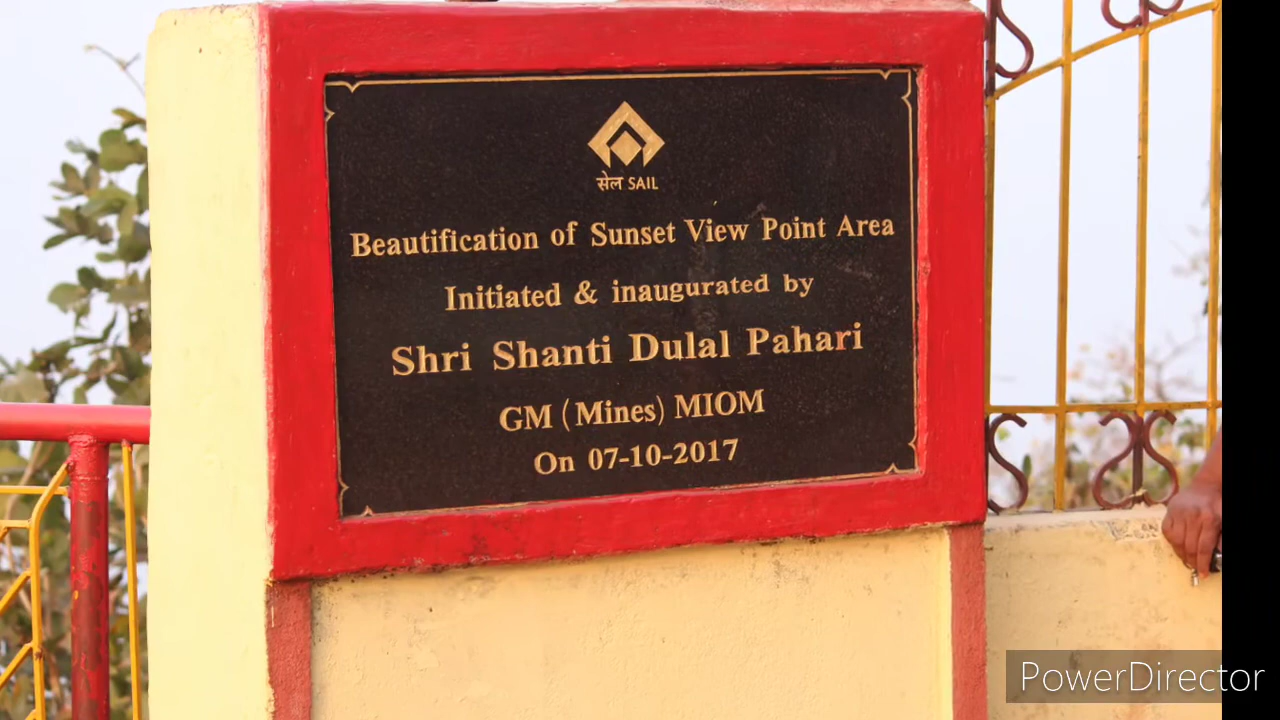 सेल SAIL
Beautification of Sunset View Point Area
Initiated & inaugurated by
Shri Shanti Dulal Pahari
GM (Mines) MIOM
On 07-10-2017
PowerDirector